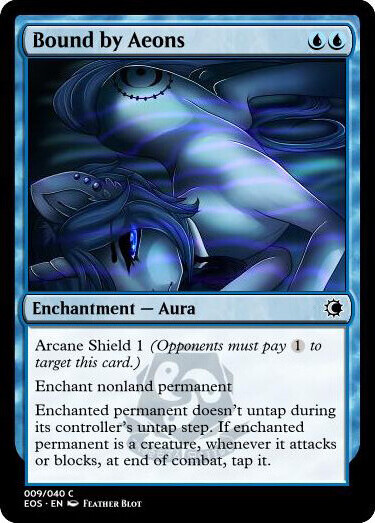 Bound by Aeons
Enchantment — Aura
Arcane Shield 1 (Opponents must pay 1 to
target this card.)
Enchant nonland permanent
Enchanted permanent doesn't untap during
its controller's untap step. If enchanted
permanent is a creature, whenever it attacks
or blocks, at end of combat, tap it.
009/040 C
EOS • EN Feather Blot